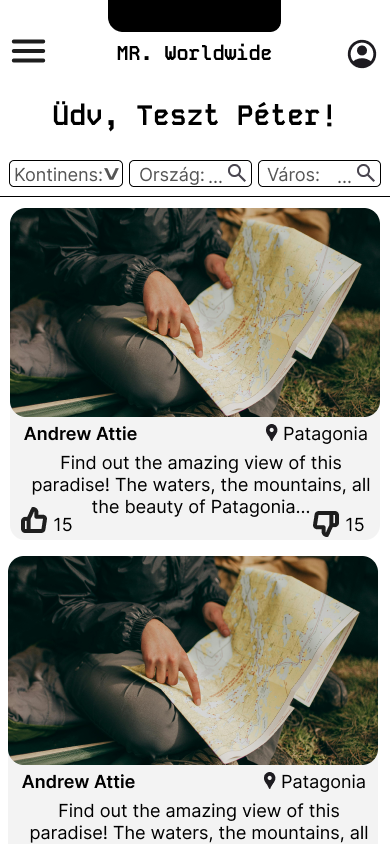 MR. Worldwide
Üdv, Teszt Péter!
Kontinens: Ország: ... Város: ...
Andrew Attie Patagonia
Find out the amazing view of this
paradise! The waters, the mountains, all
the beauty of Patagonia...
15 15
Andrew Attie Patagonia
Find out the amazing view of this
paradise! The waters, the mountains, all